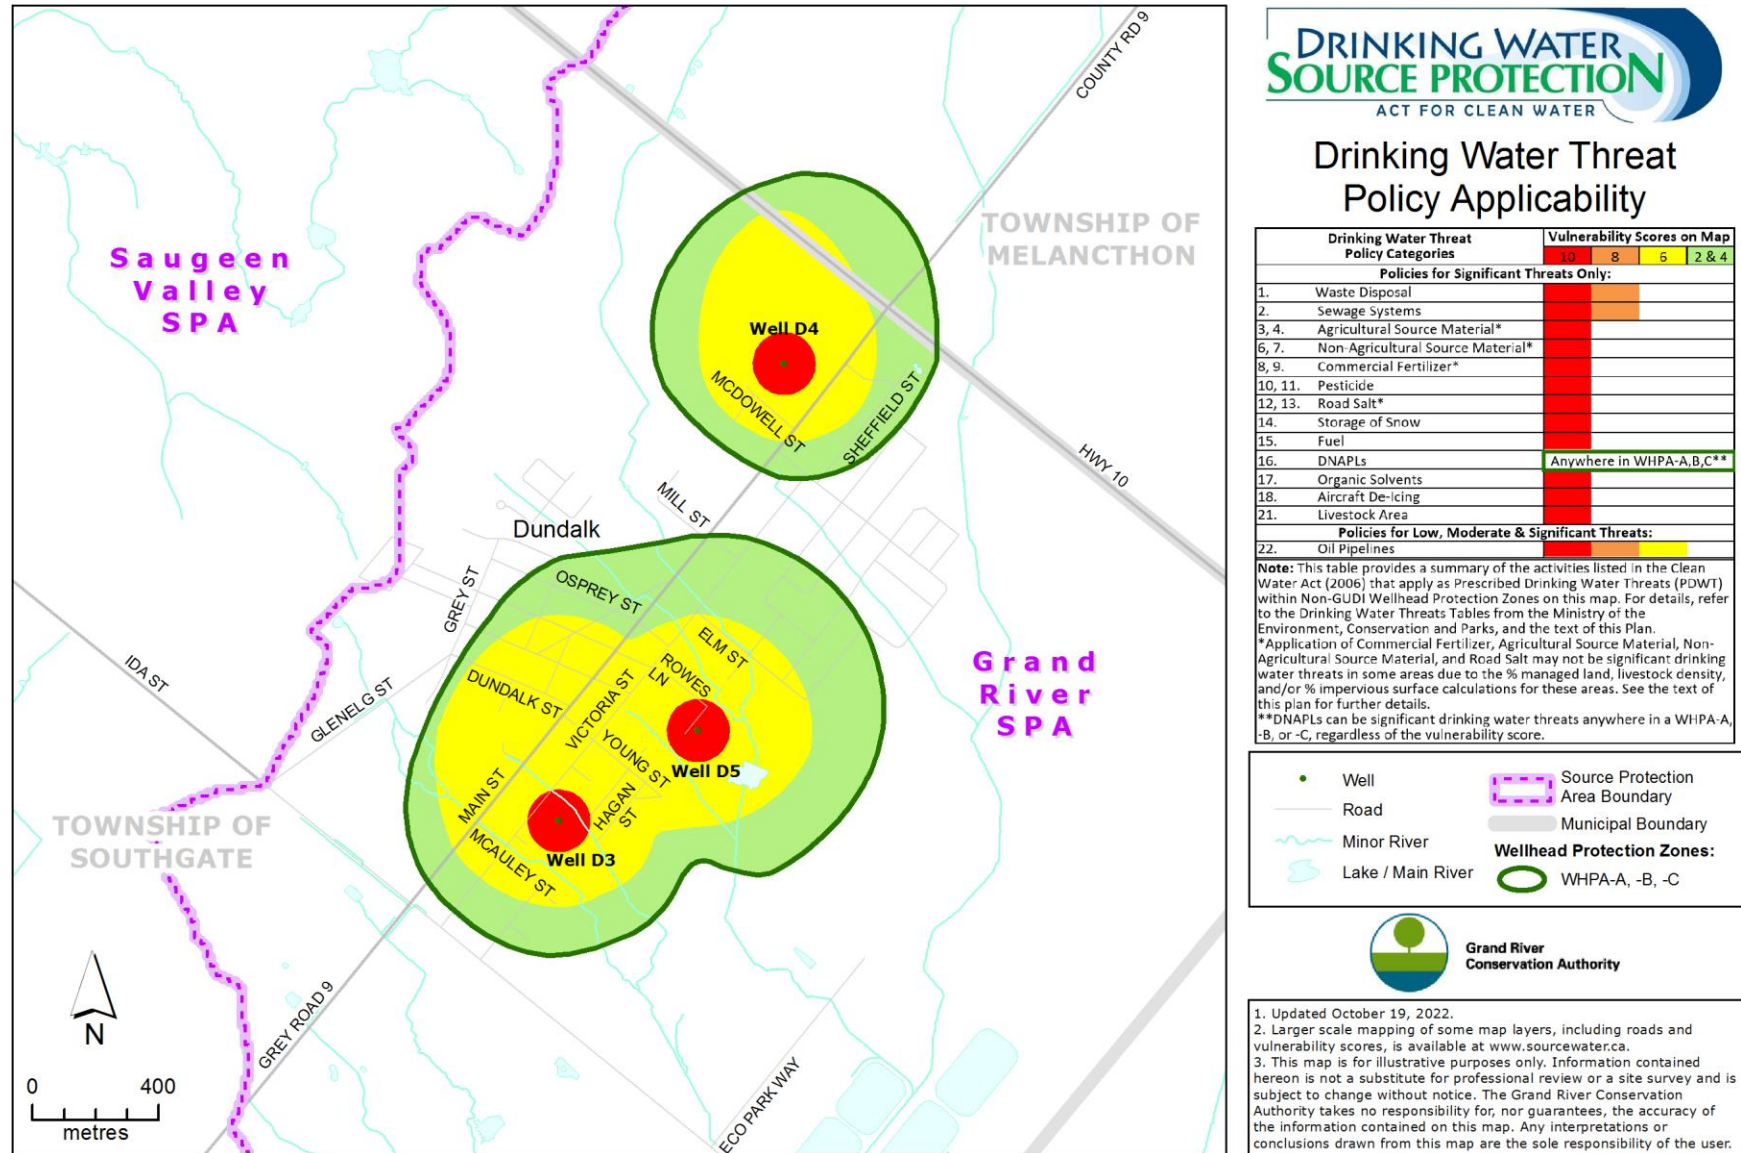 COUNTY RD 9
TOWNSHIP OF
MELANCTHON
Saugeen
Valley
SPA
Well D4
MCDOWELL ST
SHEFFIELD ST
HWY 10
MILL ST
Dundalk
OSPREY ST
GREY ST
ELM ST
ROWES
LN
IDA ST
GLENELG ST
DUNDALK ST
VICTORIA ST
YOUNG ST
Well D5
Grand
River
SPA
MAIN ST
HAGAN
ST
MCAULEY ST
Well D3
TOWNSHIP OF
SOUTHGATE
GREY ROAD 9
ECO PARK WAY
N
0 400
metres
DRINKING WATER
SOURCE PROTECTION
ACT FOR CLEAN WATER
Drinking Water Threat
Policy Applicability
Drinking Water Threat
Policy Categories
Vulnerability Scores on Map
10 8 6 2 & 4
Policies for Significant Threats Only:
1. Waste Disposal
2. Sewage Systems
3, 4. Agricultural Source Material*
6, 7. Non-Agricultural Source Material*
8, 9. Commercial Fertilizer*
10, 11. Pesticide
12, 13. Road Salt*
14. Storage of Snow
15. Fuel
16. DNAPLs Anywhere in WHPA-A,B,C**
17. Organic Solvents
18. Aircraft De-Icing
21. Livestock Area
Policies for Low, Moderate & Significant Threats:
22. Oil Pipelines
Note: This table provides a summary of the activities listed in the Clean
Water Act (2006) that apply as Prescribed Drinking Water Threats (PDWT)
within Non-GUDI Wellhead Protection Zones on this map. For details, refer
to the Drinking Water Threats Tables from the Ministry of the
Environment, Conservation and Parks, and the text of this Plan.
*Application of Commercial Fertilizer, Agricultural Source Material, Non-
Agricultural Source Material, and Road Salt may not be significant drinking
water threats in some areas due to the % managed land, livestock density,
and/or % impervious surface calculations for these areas. See the text of
this plan for further details.
**DNAPLs can be significant drinking water threats anywhere in a WHPA-A,
-B, or -C, regardless of the vulnerability score.
Well
Road
Minor River
Lake / Main River
Source Protection
Area Boundary
Municipal Boundary
Wellhead Protection Zones:
WHPA-A, -B, -C
Grand River
Conservation Authority
1. Updated October 19, 2022.
2. Larger scale mapping of some map layers, including roads and
vulnerability scores, is available at www.sourcewater.ca.
3. This map is for illustrative purposes only. Information contained
hereon is not a substitute for professional review or a site survey and is
subject to change without notice. The Grand River Conservation
Authority takes no responsibility for, nor guarantees, the accuracy of
the information contained on this map. Any interpretations or
conclusions drawn from this map are the sole responsibility of the user.